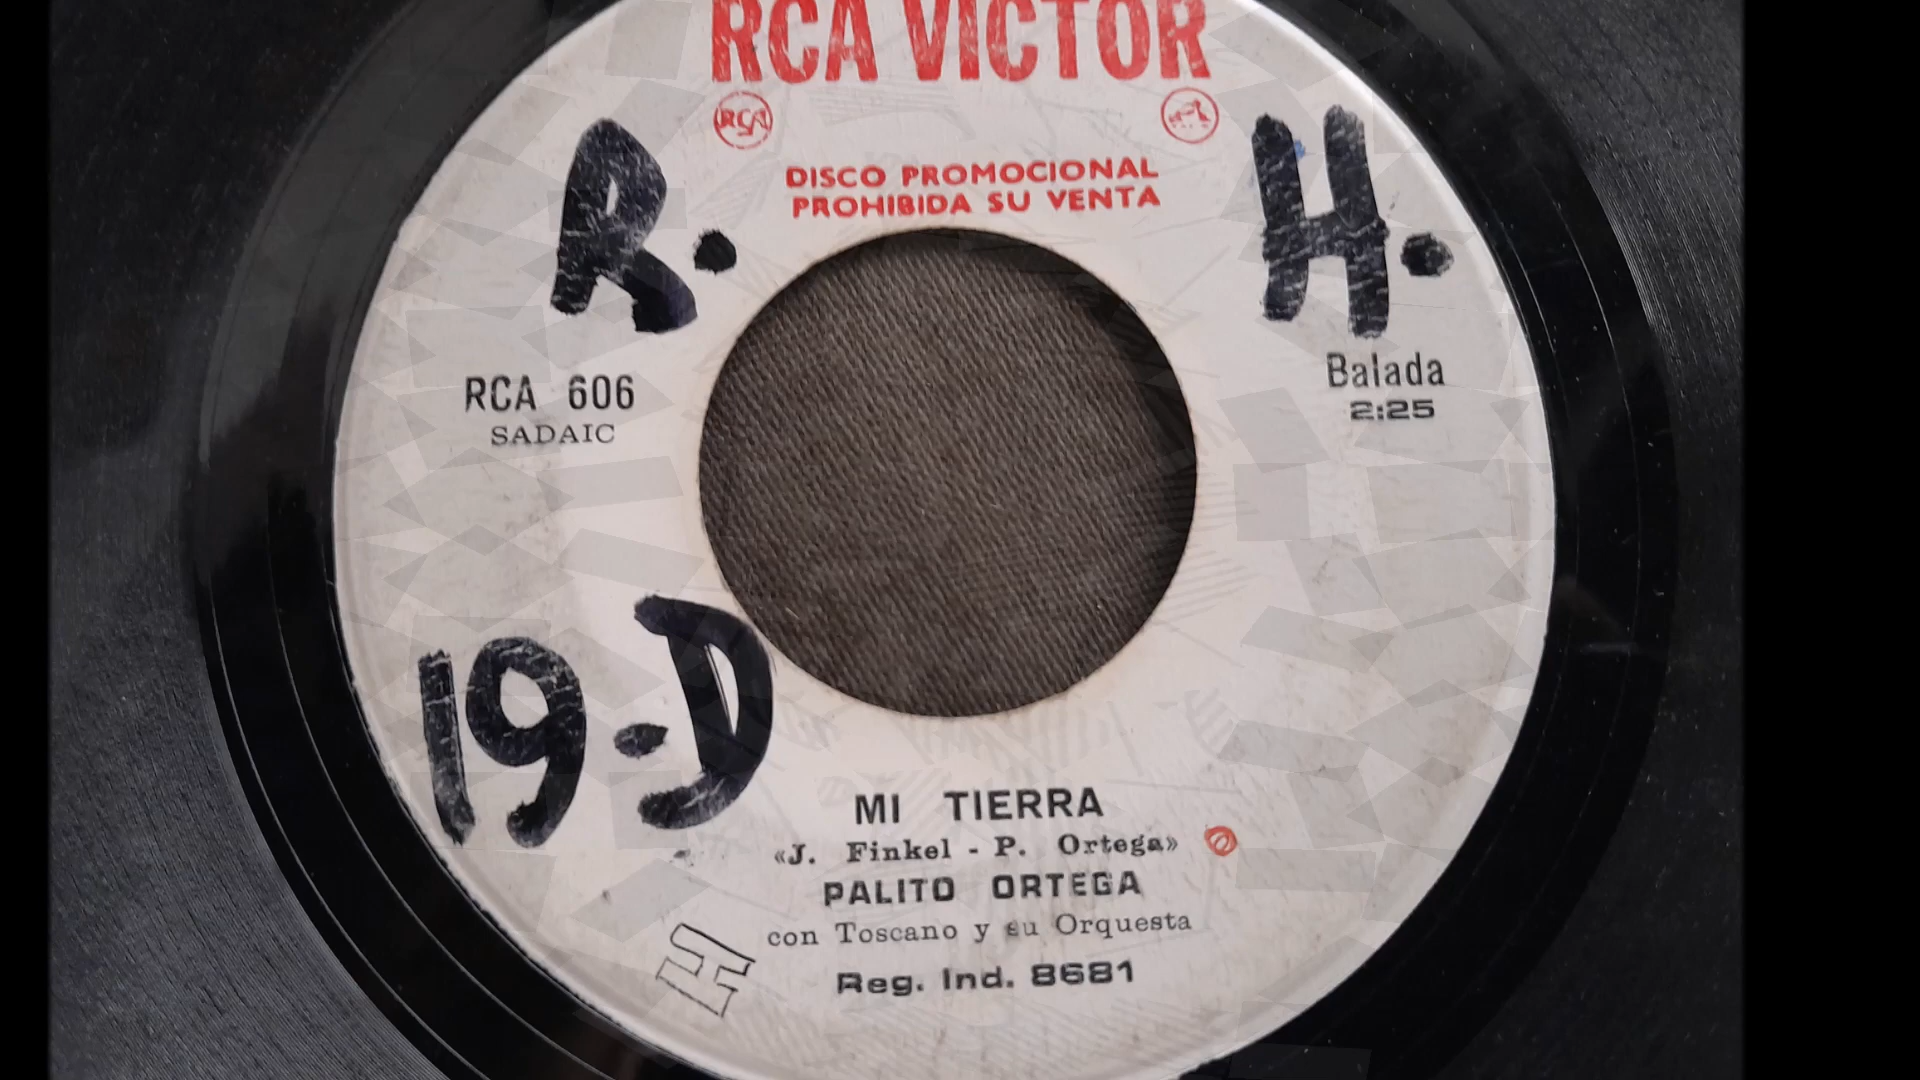 RCA VICTOR
RCA
DISCO PROMOCIONAL
PROHIBIDA SU VENTA
R. H.
RCA 606
SADAIC
Balada
2:25
19-D
MI TIERRA
«J. Finkel - P. Ortega»
PALITO ORTEGA
con Toscano y su Orquesta
H
Reg. Ind. 8681